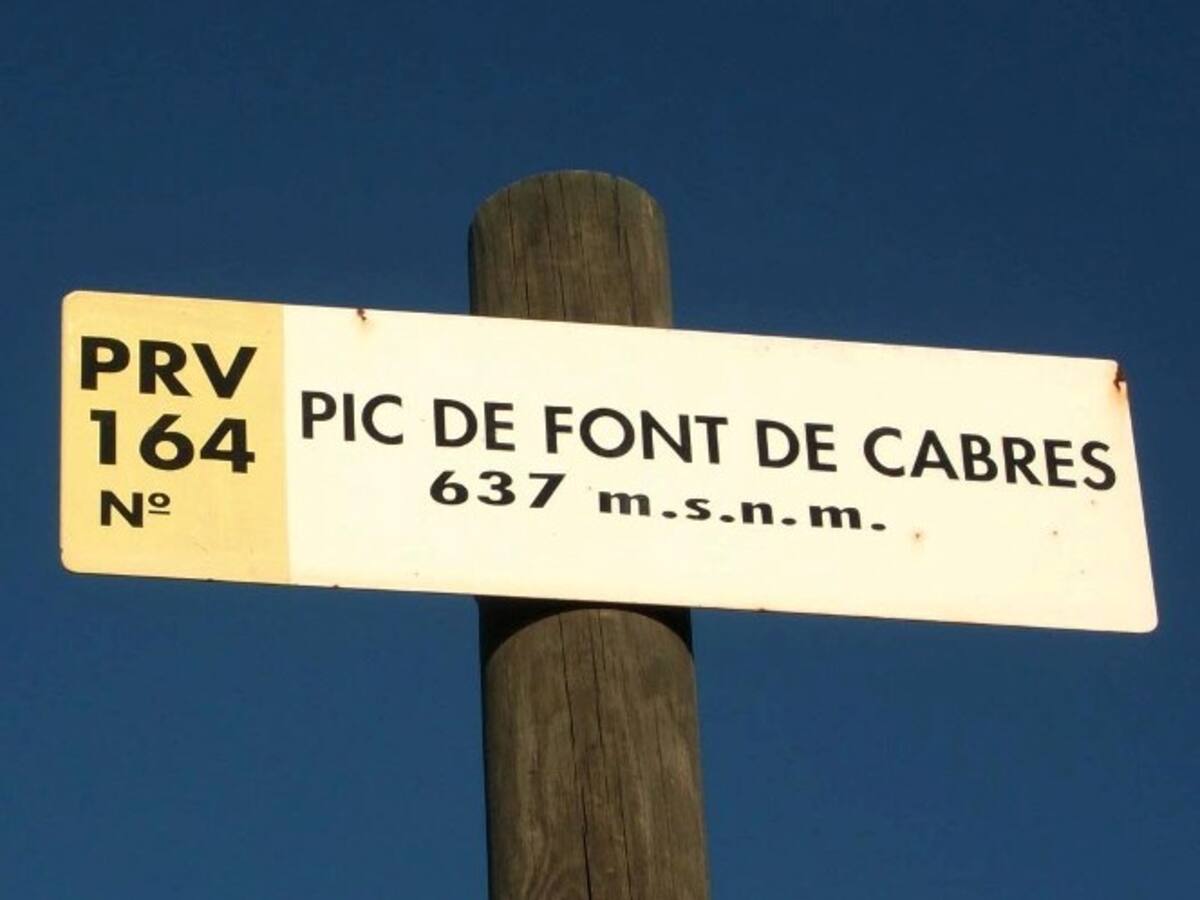 PRV
164
Nº
PIC DE FONT DE CABRES
637 m.s.n.m.